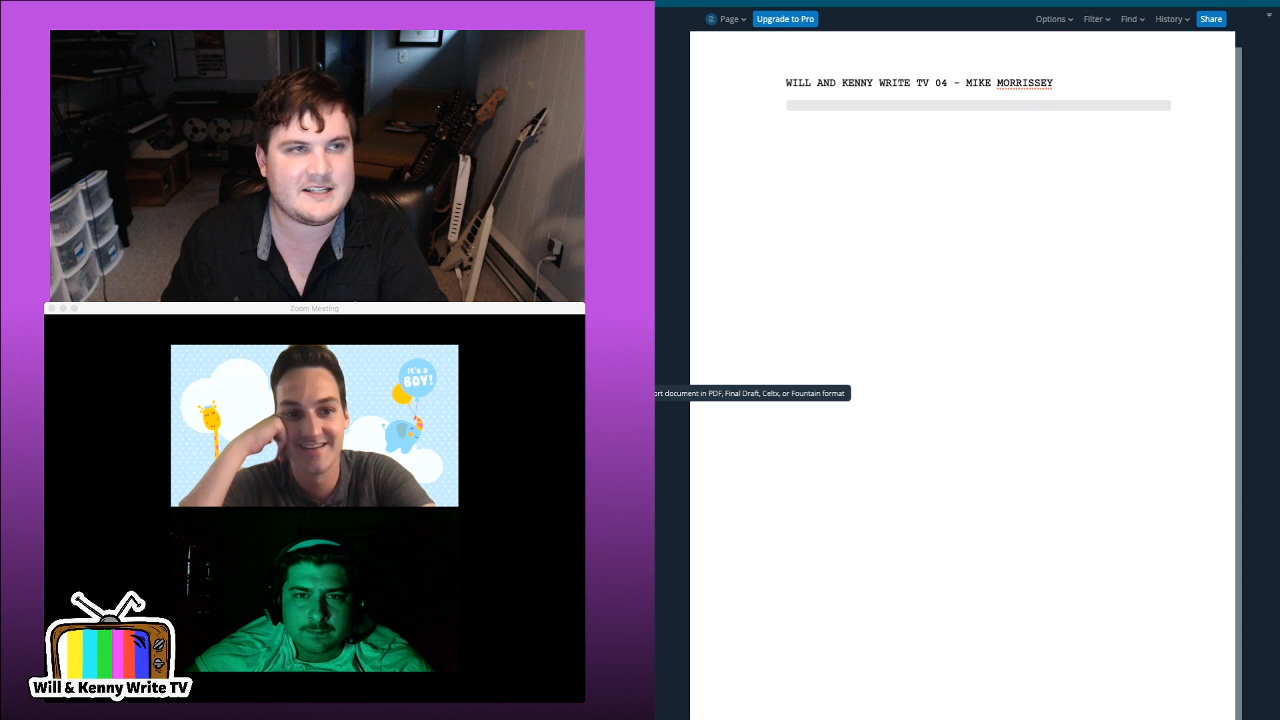 Page
Upgrade to Pro
Options
Filter
Find
History
Share
WILL AND KENNY WRITE TV 04 - MIKE MORRISSEY
Zoom Meeting
it's a
BOY!
ort document in PDF, Final Draft, Celtx, or Fountain format
Will & Kenny Write TV